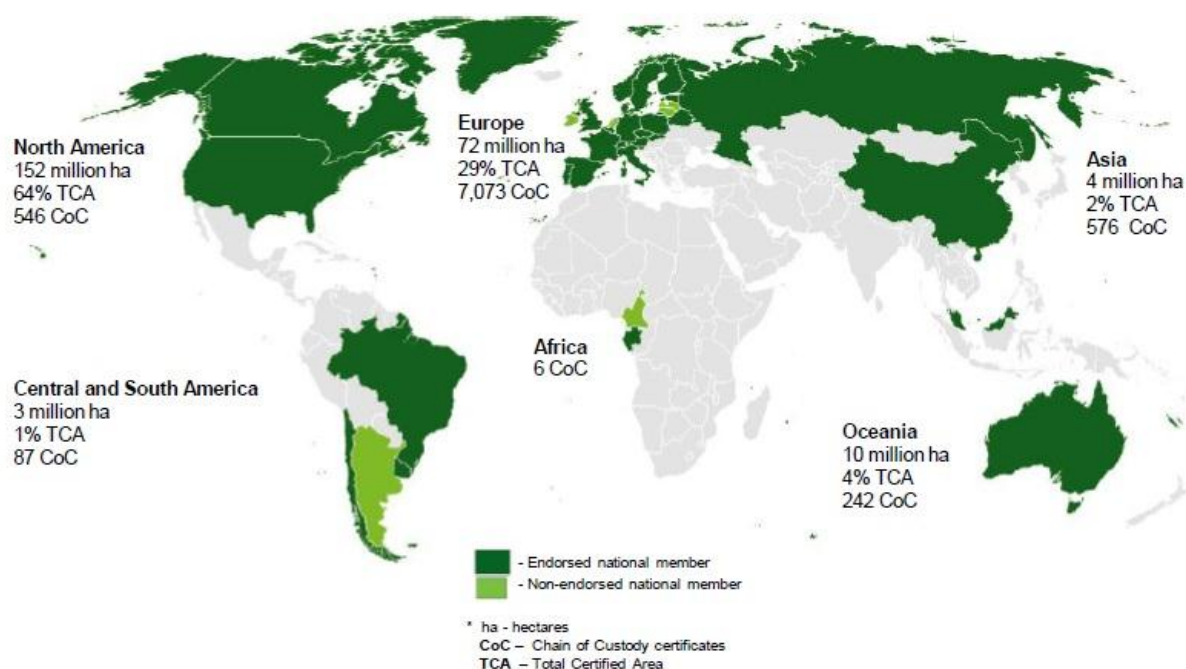 North America
152 million ha
64% TCA
546 CoC
Europe
72 million ha
29% TCA
7,073 CoC
Asia
4 million ha
2% TCA
576 CoC
Africa
6 CoC
Central and South America
3 million ha
1% TCA
87 CoC
Oceania
10 million ha
4% TCA
242 CoC
- Endorsed national member
- Non-endorsed national member
* ha - hectares
CoC – Chain of Custody certificates
TCA – Total Certified Area